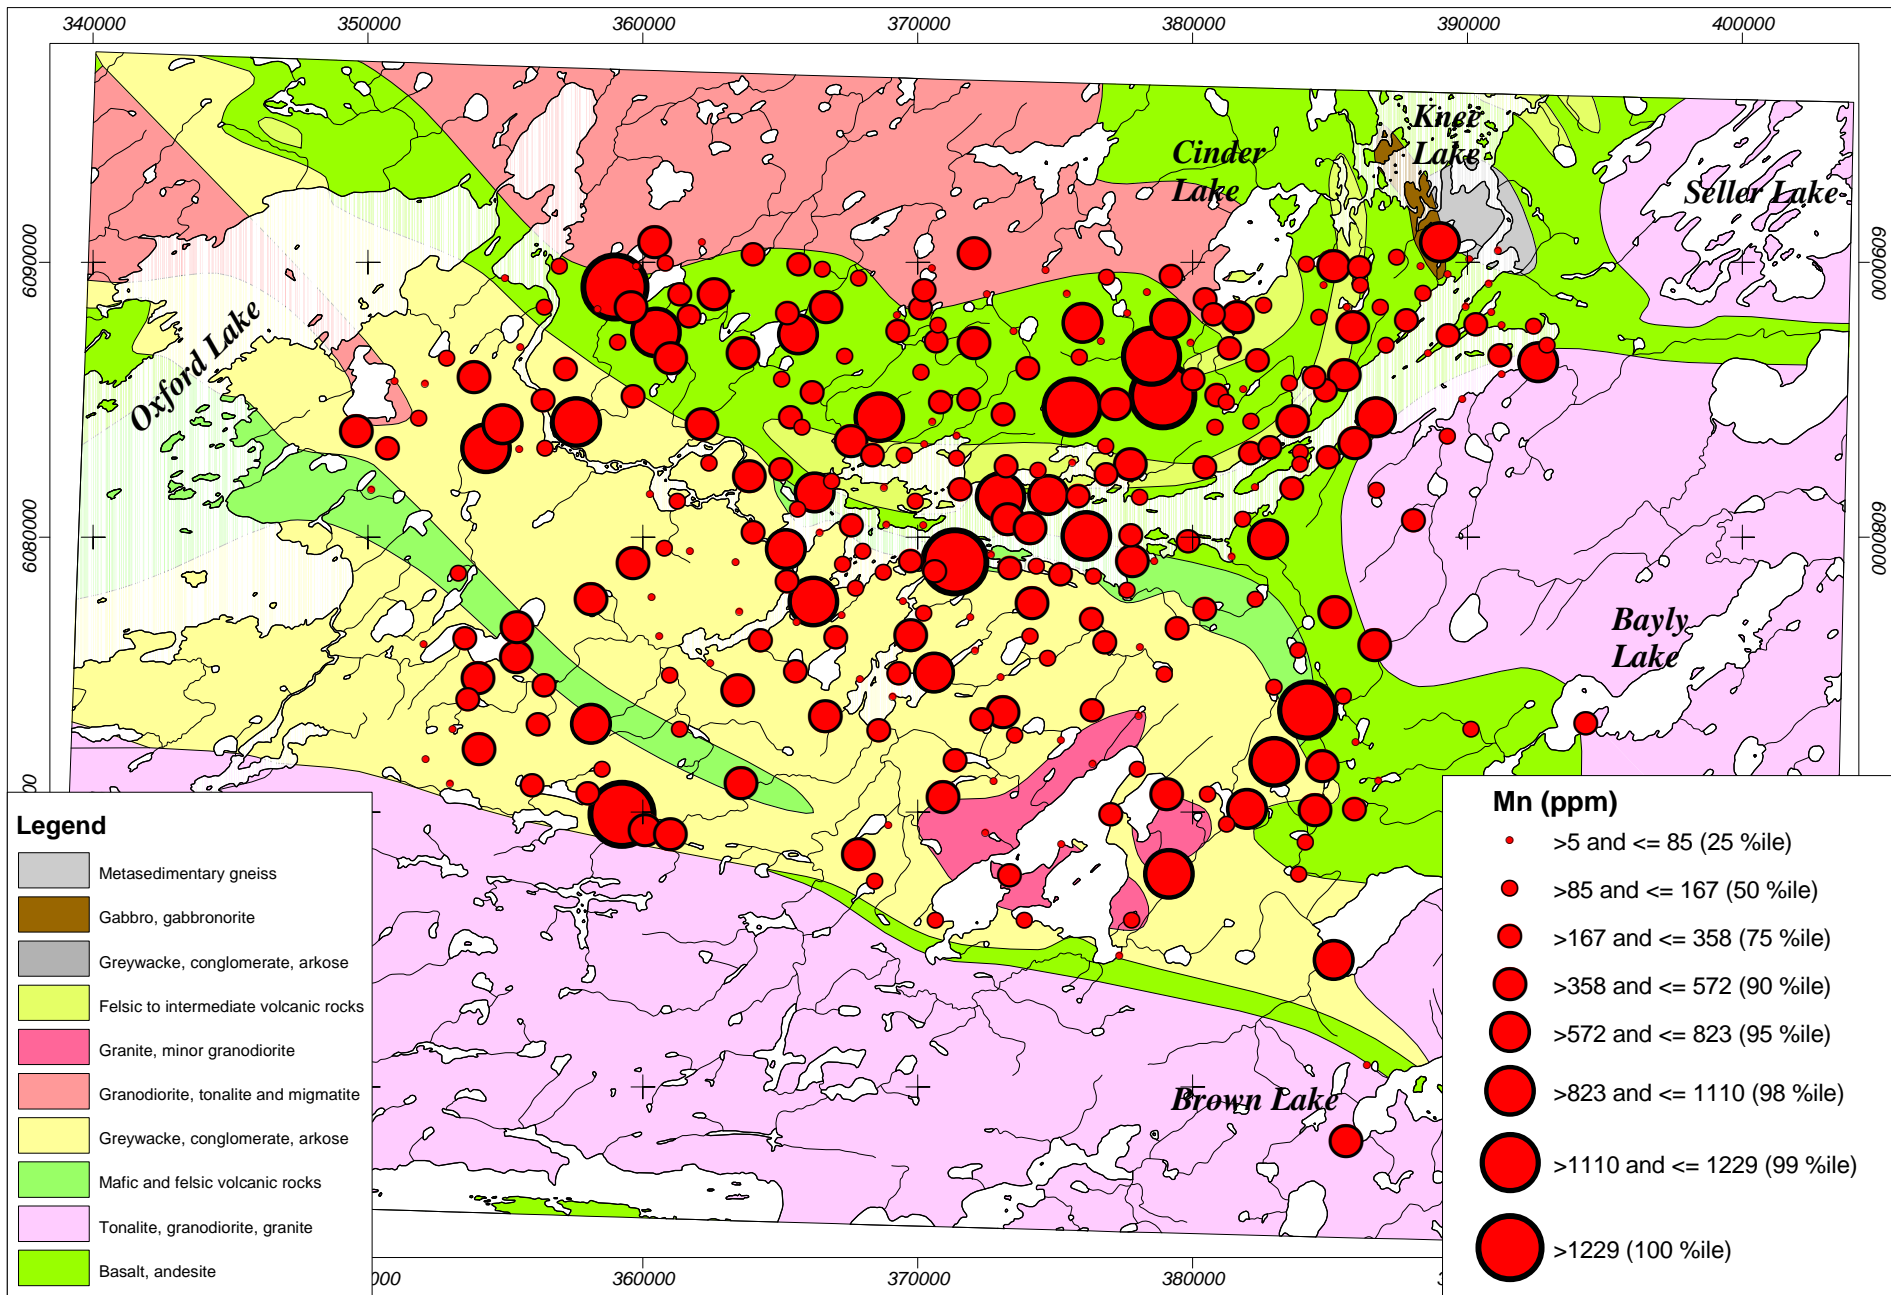 340000 350000 360000 370000 380000 390000 400000
Knee
Lake
Cinder
Lake
Seller Lake
6090000
6090000
Oxford Lake
6080000
6080000
Bayly
Lake
Brown Lake
Legend
Metasedimentary gneiss
Gabbro, gabbronorite
Greywacke, conglomerate, arkose
Felsic to intermediate volcanic rocks
Granite, minor granodiorite
Granodiorite, tonalite and migmatite
Greywacke, conglomerate, arkose
Mafic and felsic volcanic rocks
Tonalite, granodiorite, granite
Basalt, andesite
Mn (ppm)
>5 and <= 85 (25 %ile)
>85 and <= 167 (50 %ile)
>167 and <= 358 (75 %ile)
>358 and <= 572 (90 %ile)
>572 and <= 823 (95 %ile)
>823 and <= 1110 (98 %ile)
>1110 and <= 1229 (99 %ile)
>1229 (100 %ile)
360000 370000 380000